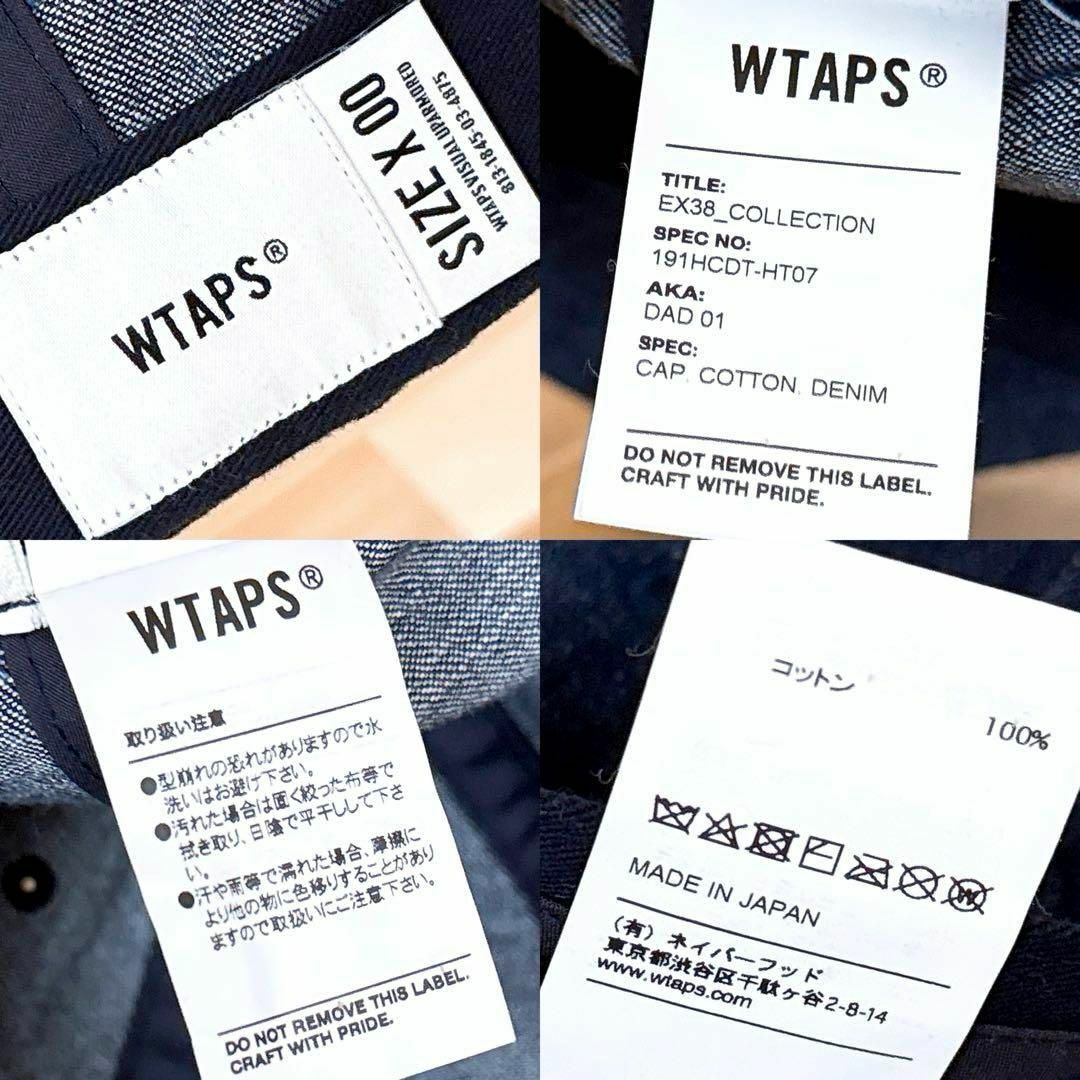 WTAPS®
SIZE X 00
WTAPS VISUAL UPARMORED
813-1845-03-4875
WTAPS®
TITLE:
EX38_COLLECTION
SPEC NO:
191HCDT-HT07
AKA:
DAD 01
SPEC:
CAP. COTTON. DENIM
DO NOT REMOVE THIS LABEL.
CRAFT WITH PRIDE.
WTAPS®
取り扱い注意
●型崩れの恐れがありますので水
洗いはお避け下さい。
●汚れた場合は固く絞った布等で
拭き取り、日陰で平干しして下さ
い。
●汗や雨等で濡れた場合、摩擦に
より他の物に色移りすることがあり
ますので取扱いにご注意下さい。
DO NOT REMOVE THIS LABEL.
CRAFT WITH PRIDE.
コットン
100%
MADE IN JAPAN
(有) ネイバーフッド
東京都渋谷区千駄ヶ谷2-8-14
www.wtaps.com